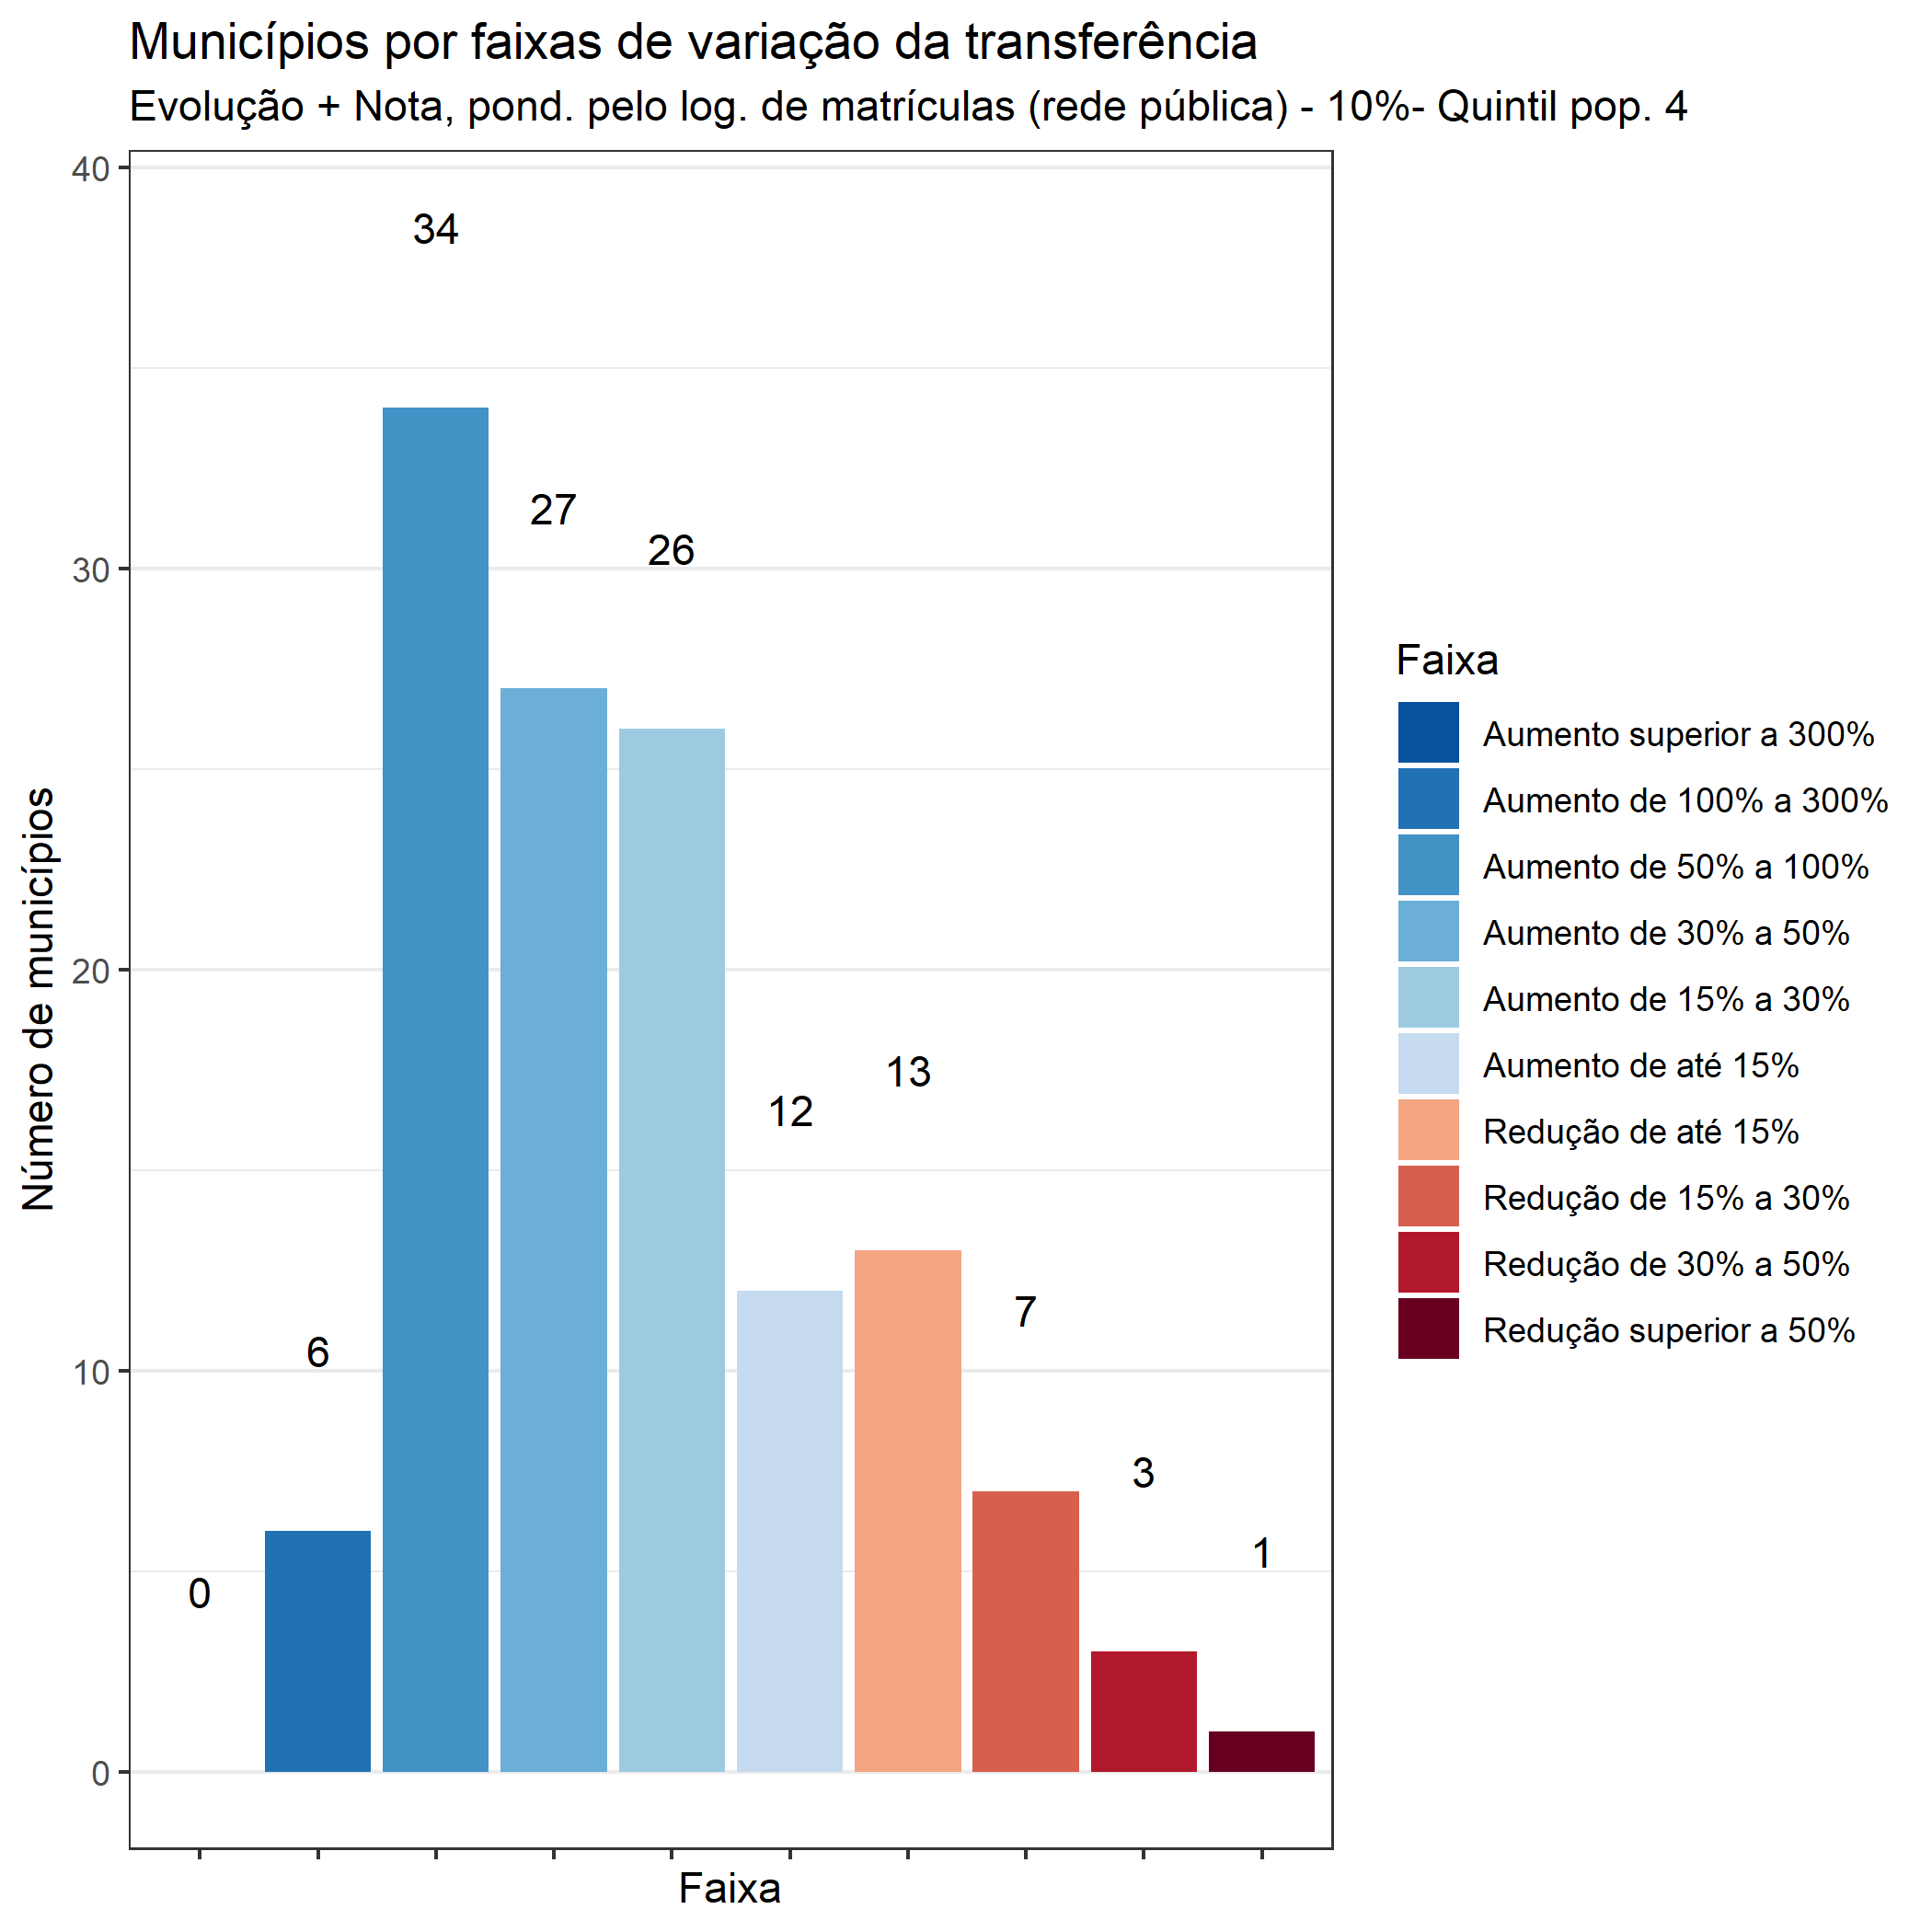 Municípios por faixas de variação da transferência
Evolução + Nota, pond. pelo log. de matrículas (rede pública) - 10%- Quintil pop. 4
Número de municípios
40
30
20
10
0
0
6
34
27
26
12
13
7
3
1
Faixa
Faixa
Aumento superior a 300%
Aumento de 100% a 300%
Aumento de 50% a 100%
Aumento de 30% a 50%
Aumento de 15% a 30%
Aumento de até 15%
Redução de até 15%
Redução de 15% a 30%
Redução de 30% a 50%
Redução superior a 50%